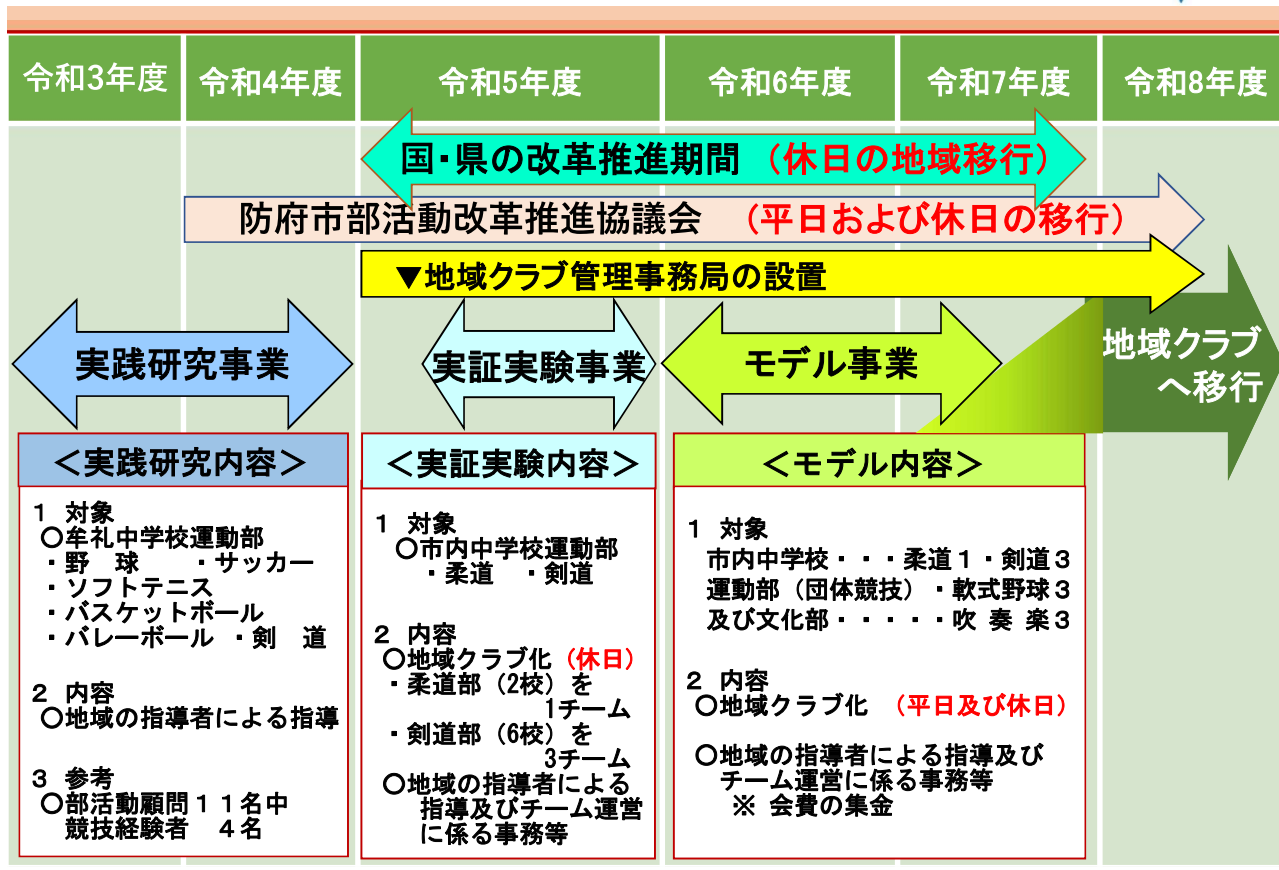 令和3年度
令和4年度
令和5年度
令和6年度
令和7年度
令和8年度
国・県の改革推進期間（休日の地域移行）
防府市部活動改革推進協議会　（平日および休日の移行）
▼地域クラブ管理事務局の設置
実践研究事業
実証実験事業
モデル事業
地域クラブ
へ移行
＜実践研究内容＞
１ 対象
○牟礼中学校運動部
・野　球　　・サッカー
・ソフトテニス
・バスケットボール
・バレーボール ・剣　道
２ 内容
○地域の指導者による指導
３ 参考
○部活動顧問１１名中
競技経験者　４名
＜実証実験内容＞
１ 対象
○市内中学校運動部
・柔道　・剣道
２ 内容
○地域クラブ化（休日）
・柔道部（2校）を
1チーム
・剣道部（6校）を
3チーム
○地域の指導者による
指導及びチーム運営
に係る事務等
＜モデル内容＞
１ 対象
市内中学校・・・柔道１・剣道３
運動部（団体競技）・軟式野球３
及び文化部・・・・・吹 奏 楽３
２ 内容
○地域クラブ化　（平日及び休日）
○地域の指導者による指導及び
チーム運営に係る事務等
※ 会費の集金